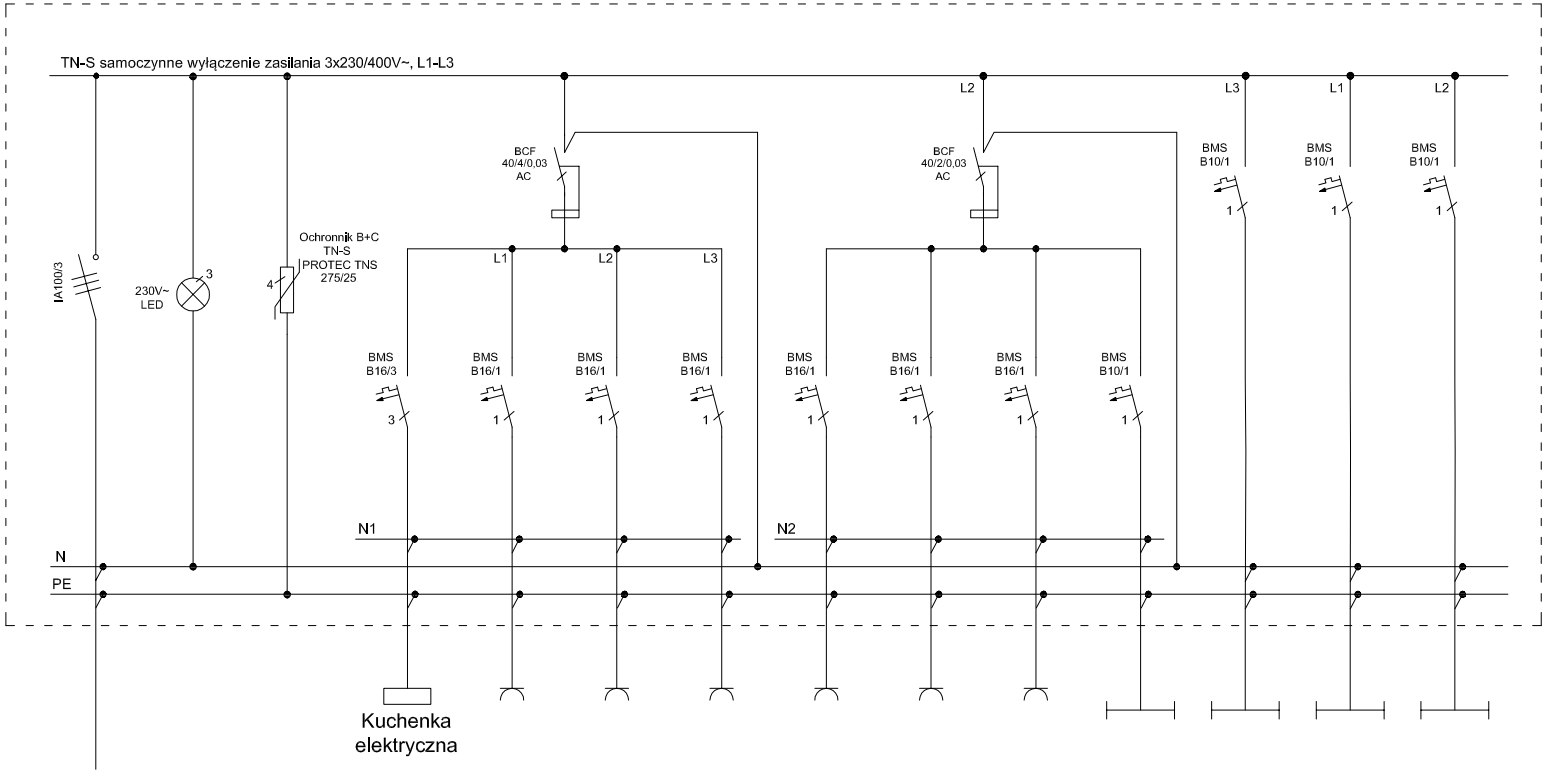 TN-S samoczynne wyłączenie zasilania 3x230/400V~, L1-L3
L2
L3
L1
L2
BCF
40/4/0,03
AC
BCF
40/2/0,03
AC
BMS
B10/1
1
BMS
B10/1
1
BMS
B10/1
1
IA100/3
230V~
LED
3
Ochronnik B+C
TN-S
PROTEC TNS
275/25
4
L1
L2
L3
BMS
B16/3
3
BMS
B16/1
1
BMS
B16/1
1
BMS
B16/1
1
BMS
B16/1
1
BMS
B16/1
1
BMS
B16/1
1
BMS
B10/1
1
N1
N2
N
PE
Kuchenka
elektryczna